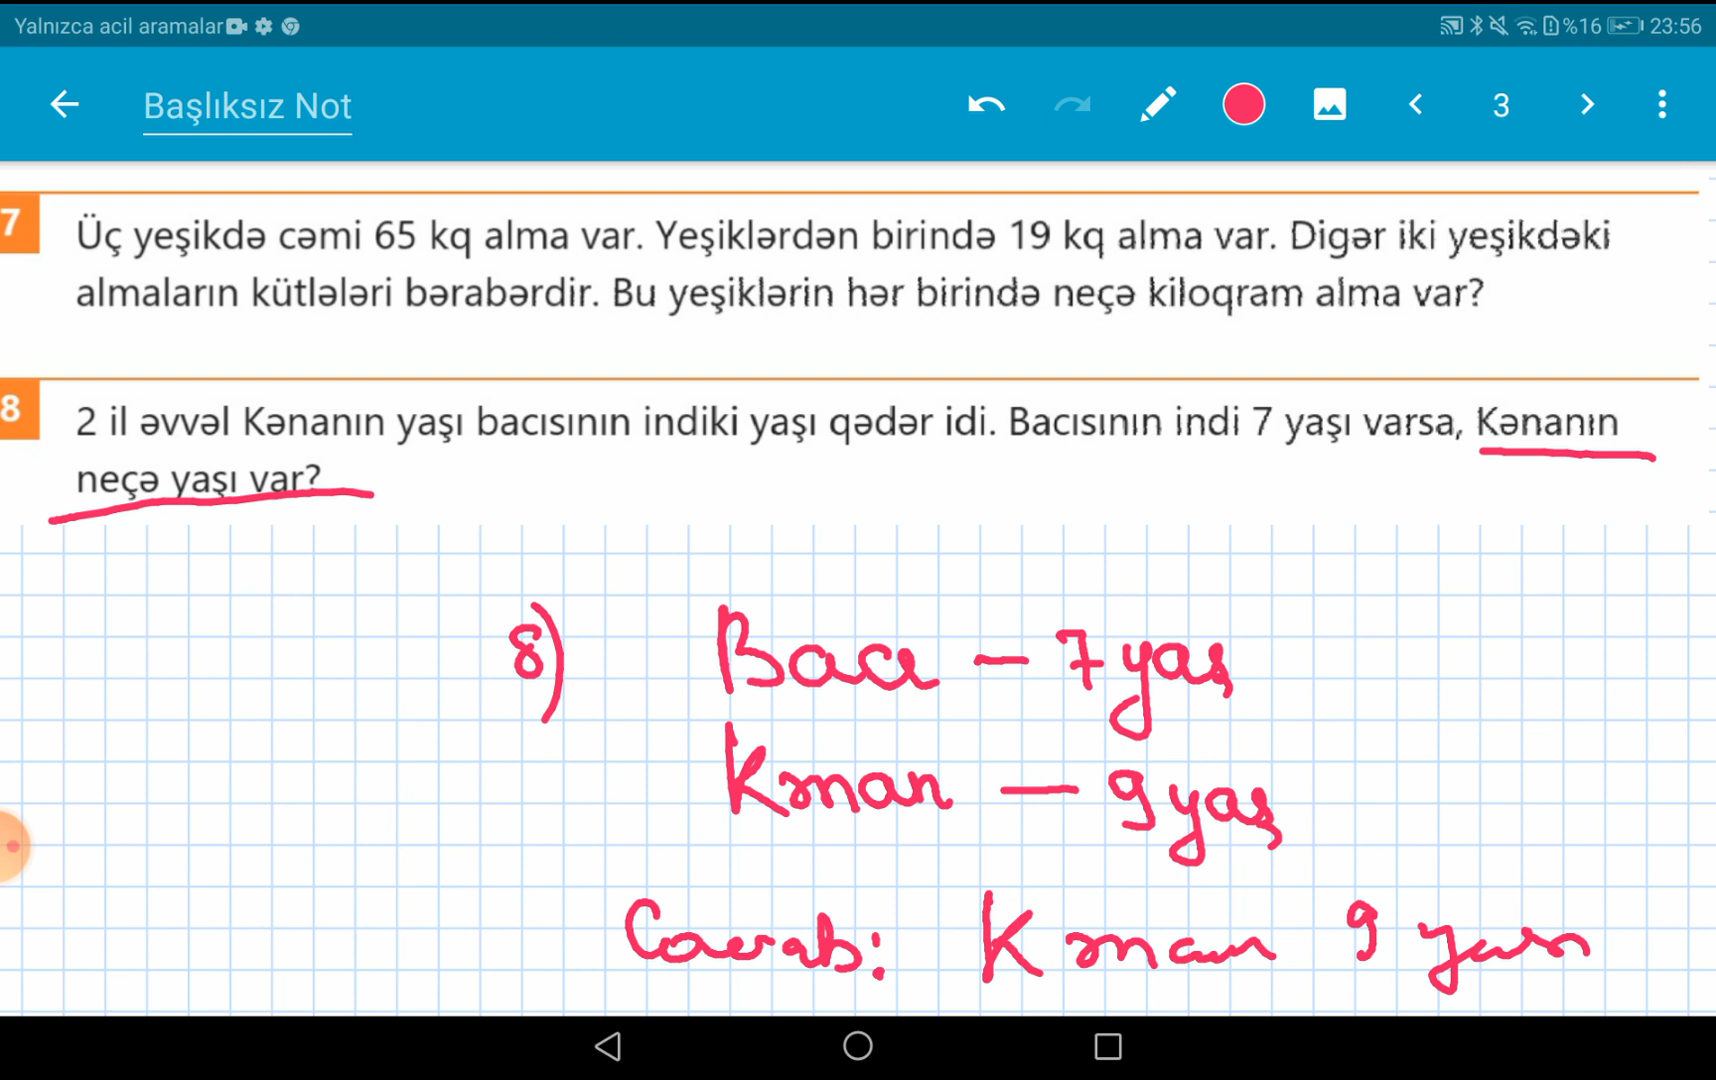 Yalnızca acil aramalar
%16 23:56
Başlıksız Not
3
7
Üç yeşikdə cəmi 65 kq alma var. Yeşiklərdən birində 19 kq alma var. Digər iki yeşikdəki
almaların kütlələri bərabərdir. Bu yeşiklərin hər birində neçə kiloqram alma var?
8
2 il əvvəl Kənanın yaşı bacısının indiki yaşı qədər idi. Bacısının indi 7 yaşı varsa, Kənanın
neçə yaşı var?
8) Bacı – 7 yaş
Kənan – 9 yaş
Cavab: Kənan 9